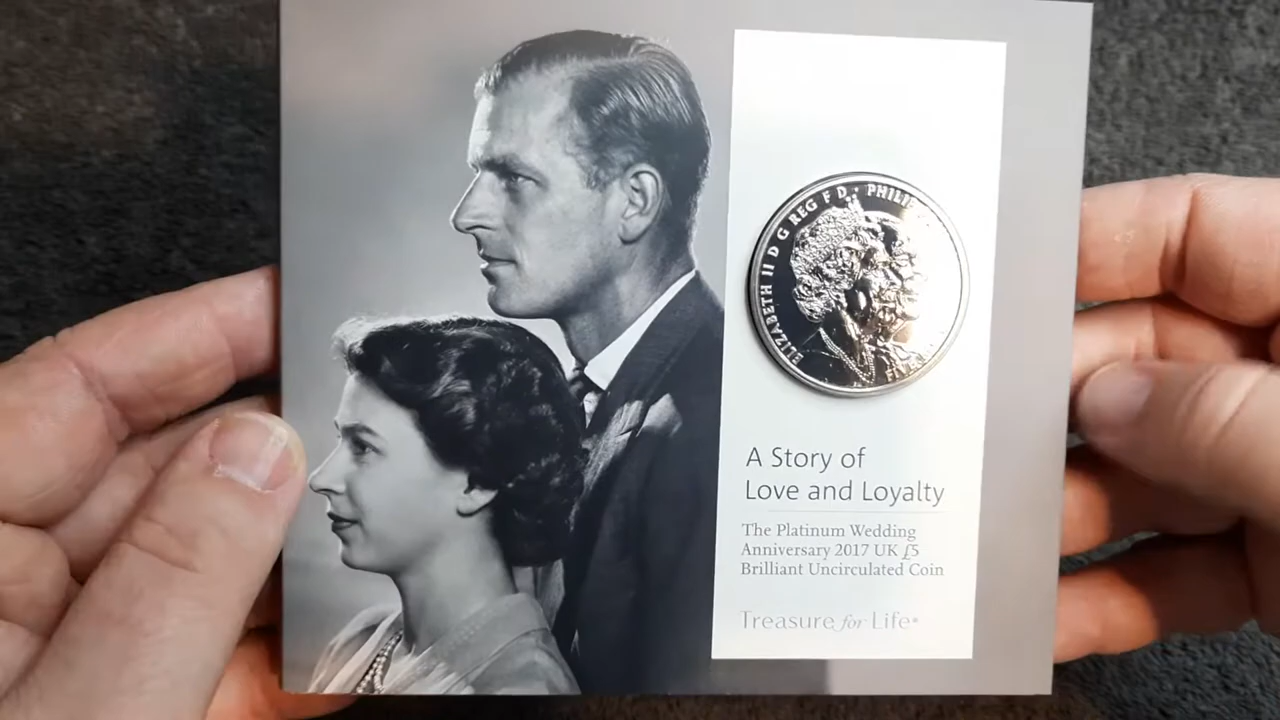 ELIZABETH II D G REG F D · PHILIP
A Story of
Love and Loyalty
The Platinum Wedding
Anniversary 2017 UK £5
Brilliant Uncirculated Coin
Treasure for Life